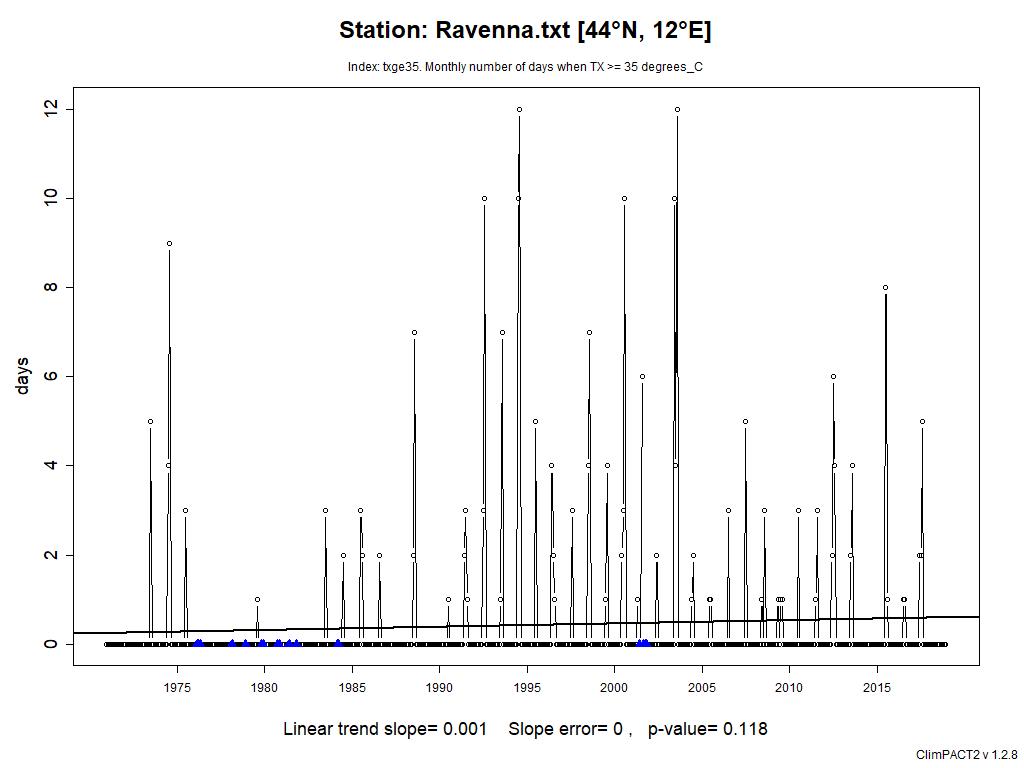 Station: Ravenna.txt [44°N, 12°E]
Index: txge35. Monthly number of days when TX >= 35 degrees_C
12
10
8
6
4
2
0
days
1975 1980 1985 1990 1995 2000 2005 2010 2015
Linear trend slope= 0.001 Slope error= 0 , p-value= 0.118
ClimPACT2 v 1.2.8